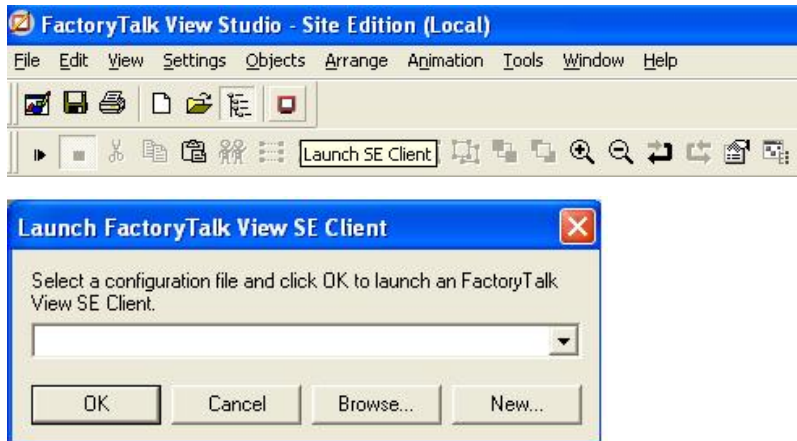 FactoryTalk View Studio - Site Edition (Local)
File Edit View Settings Objects Arrange Animation Tools Window Help
Launch SE Client
Launch FactoryTalk View SE Client
Select a configuration file and click OK to launch an FactoryTalk
View SE Client.
OK Cancel Browse... New...